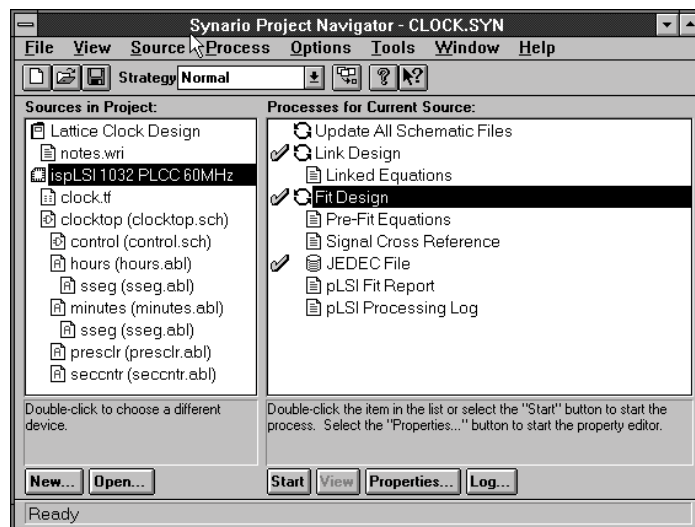 Synario Project Navigator - CLOCK.SYN
File View Source Process Options Tools Window Help
Strategy Normal
Sources in Project:
Lattice Clock Design
notes.wri
ispLSI 1032 PLCC 60MHz
clock.tf
clocktop (clocktop.sch)
control (control.sch)
hours (hours.abl)
sseg (sseg.abl)
minutes (minutes.abl)
sseg (sseg.abl)
presclr (presclr.abl)
seccntr (seccntr.abl)
Double-click to choose a different
device.
New... Open...
Processes for Current Source:
Update All Schematic Files
Link Design
Linked Equations
Fit Design
Pre-Fit Equations
Signal Cross Reference
JEDEC File
pLSI Fit Report
pLSI Processing Log
Double-click the item in the list or select the "Start" button to start the
process. Select the "Properties..." button to start the property editor.
Start View Properties... Log...
Ready